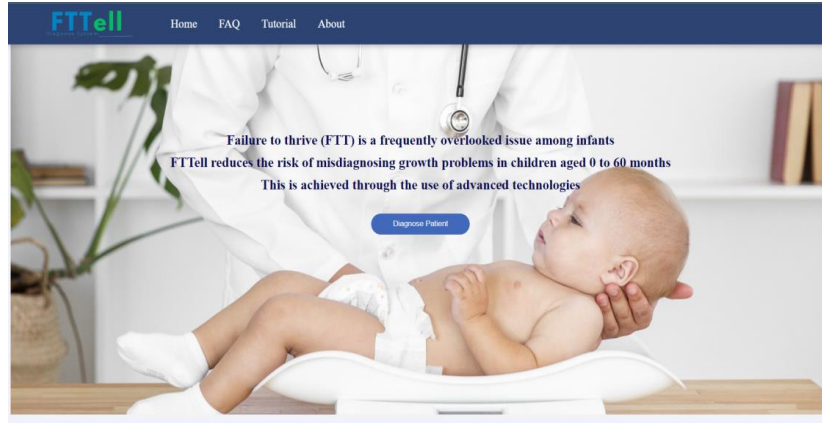 FTTell
Diagnose System
Home FAQ Tutorial About
Failure to thrive (FTT) is a frequently overlooked issue among infants
FTTell reduces the risk of misdiagnosing growth problems in children aged 0 to 60 months
This is achieved through the use of advanced technologies
Diagnose Patient